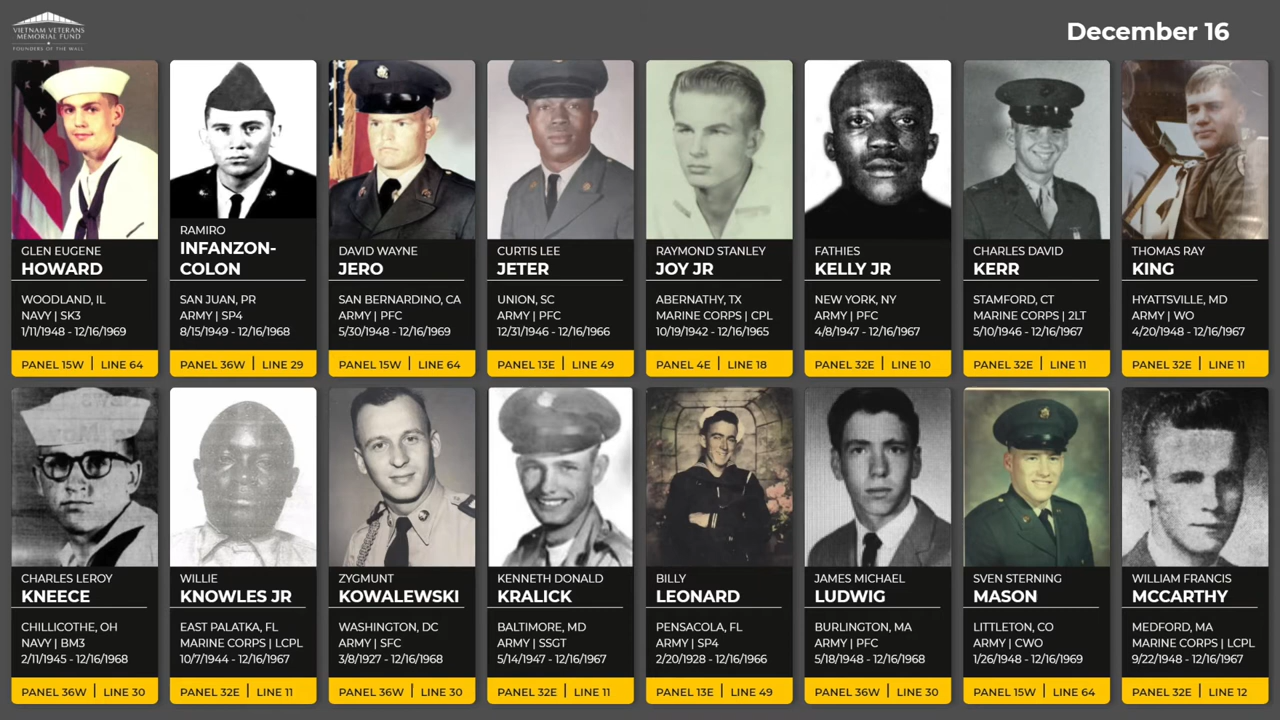 VIETNAM VETERANS
MEMORIAL FUND
FOUNDERS OF THE WALL
December 16
GLEN EUGENE
HOWARD
WOODLAND, IL
NAVY | SK3
1/11/1948 - 12/16/1969
PANEL 15W | LINE 64
RAMIRO
INFANZON-
COLON
SAN JUAN, PR
ARMY | SP4
8/15/1949 - 12/16/1968
PANEL 36W | LINE 29
DAVID WAYNE
JERO
SAN BERNARDINO, CA
ARMY | PFC
5/30/1948 - 12/16/1969
PANEL 15W | LINE 64
CURTIS LEE
JETER
UNION, SC
ARMY | PFC
12/31/1946 - 12/16/1966
PANEL 13E | LINE 49
RAYMOND STANLEY
JOY JR
ABERNATHY, TX
MARINE CORPS | CPL
10/19/1942 - 12/16/1965
PANEL 4E | LINE 18
FATHIES
KELLY JR
NEW YORK, NY
ARMY | PFC
4/8/1947 - 12/16/1967
PANEL 32E | LINE 10
CHARLES DAVID
KERR
STAMFORD, CT
MARINE CORPS | 2LT
5/10/1946 - 12/16/1967
PANEL 32E | LINE 11
THOMAS RAY
KING
HYATTSVILLE, MD
ARMY | WO
4/20/1948 - 12/16/1967
PANEL 32E | LINE 11
CHARLES LEROY
KNEECE
CHILLICOTHE, OH
NAVY | BM3
2/11/1945 - 12/16/1968
PANEL 36W | LINE 30
WILLIE
KNOWLES JR
EAST PALATKA, FL
MARINE CORPS | LCPL
10/7/1944 - 12/16/1967
PANEL 32E | LINE 11
ZYGMUNT
KOWALEWSKI
WASHINGTON, DC
ARMY | SFC
3/8/1927 - 12/16/1968
PANEL 36W | LINE 30
KENNETH DONALD
KRALICK
BALTIMORE, MD
ARMY | SSGT
5/14/1947 - 12/16/1967
PANEL 32E | LINE 11
BILLY
LEONARD
PENSACOLA, FL
ARMY | SP4
2/20/1928 - 12/16/1966
PANEL 13E | LINE 49
JAMES MICHAEL
LUDWIG
BURLINGTON, MA
ARMY | PFC
5/18/1948 - 12/16/1968
PANEL 36W | LINE 30
SVEN STERNING
MASON
LITTLETON, CO
ARMY | CWO
1/26/1948 - 12/16/1969
PANEL 15W | LINE 64
WILLIAM FRANCIS
MCCARTHY
MEDFORD, MA
MARINE CORPS | LCPL
9/22/1948 - 12/16/1967
PANEL 32E | LINE 12